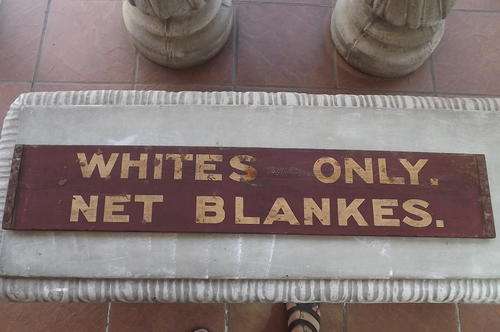 WHITES ONLY.
NET BLANKES.